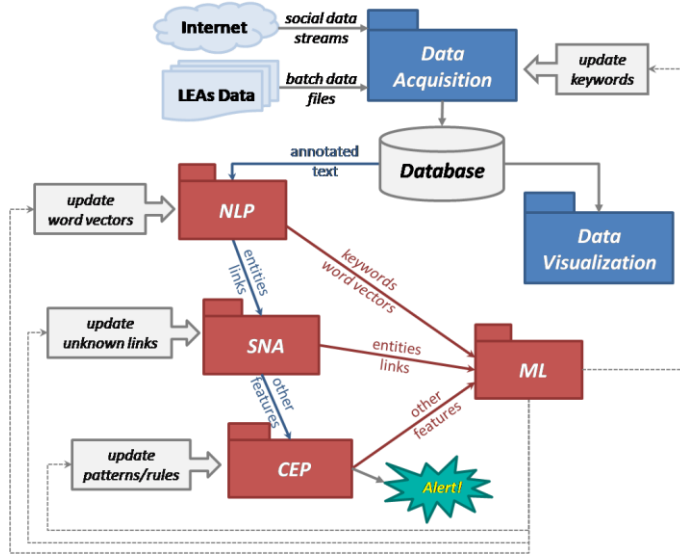 Internet
social data
streams
Data
Acquisition
update
keywords
LEAs Data
batch data
files
annotated
text
Database
update
word vectors
NLP
Data
Visualization
entities
links
keywords
word vectors
update
unknown links
SNA
entities
links
ML
other
features
other
features
update
patterns/rules
CEP
Alert!